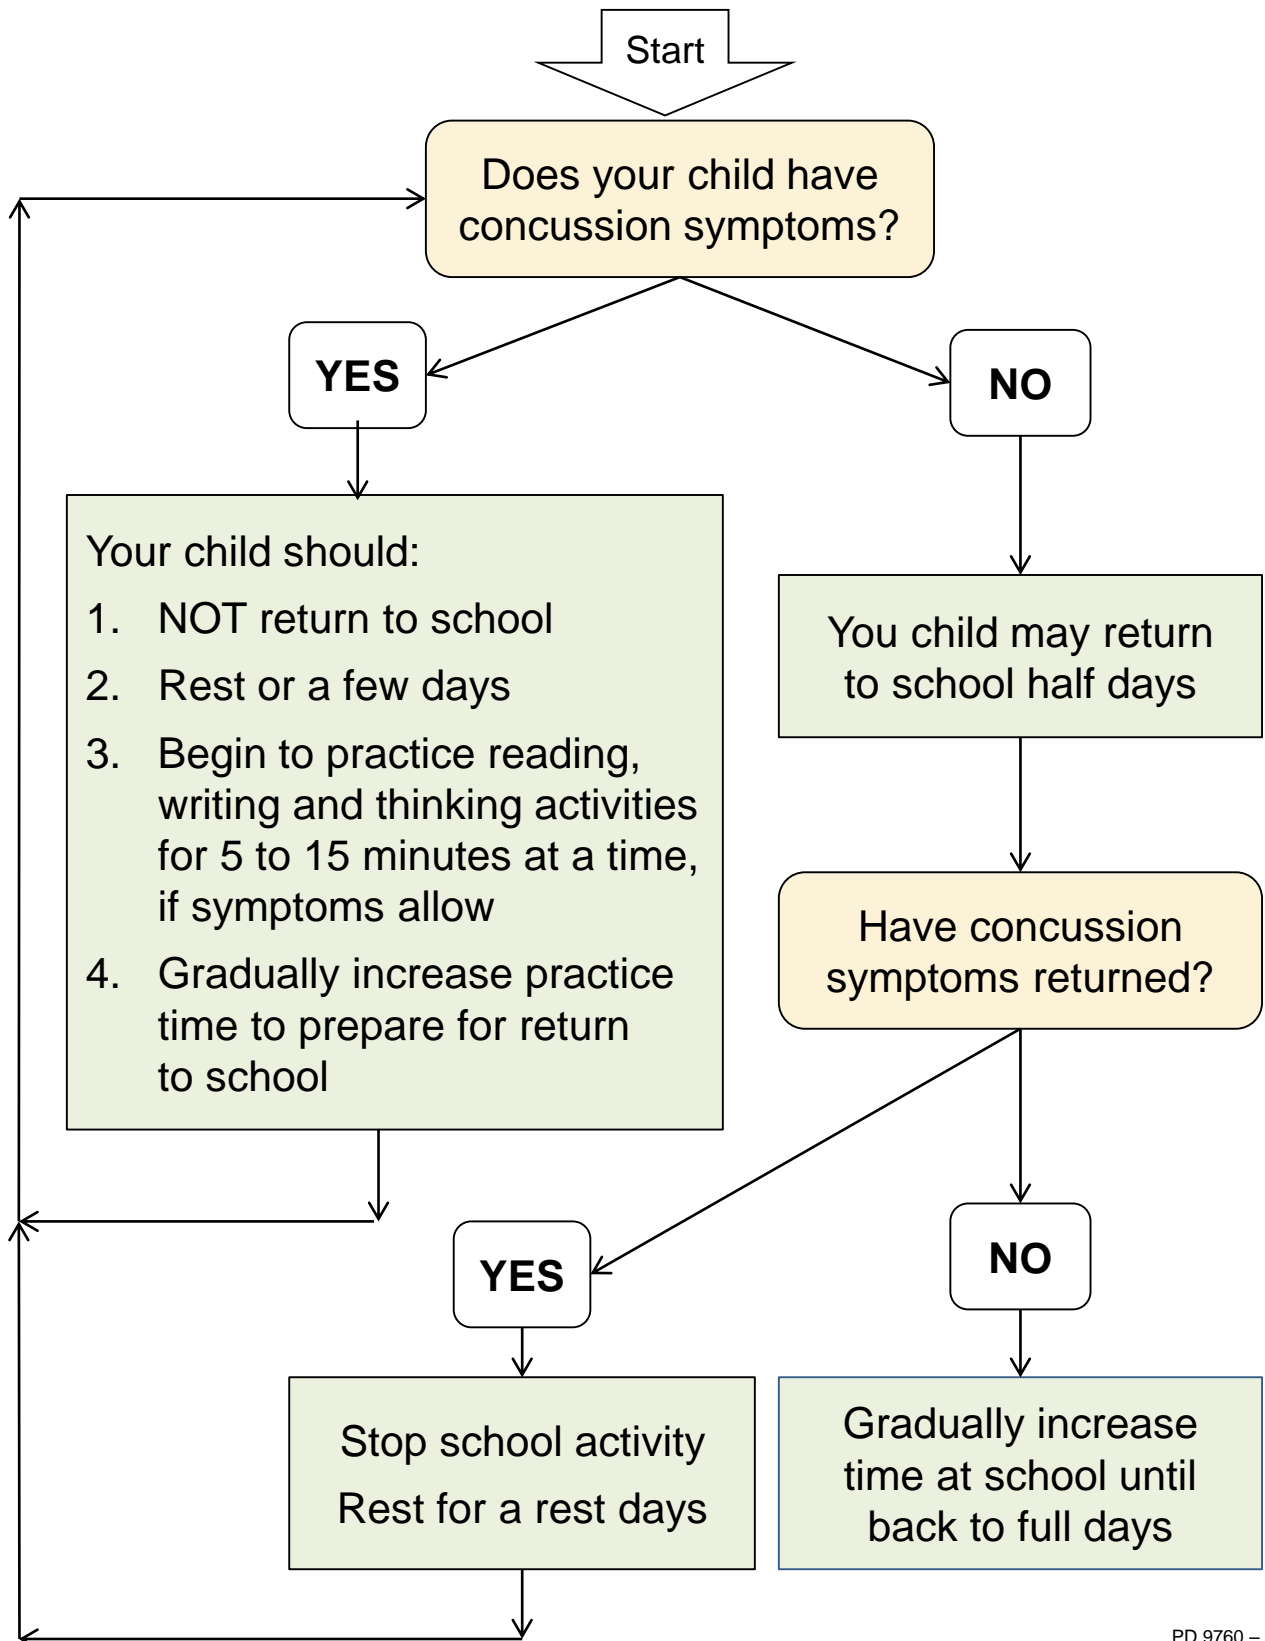 Start
Does your child have
concussion symptoms?
YES
NO
Your child should:
1. NOT return to school
2. Rest or a few days
3. Begin to practice reading,
writing and thinking activities
for 5 to 15 minutes at a time,
if symptoms allow
4. Gradually increase practice
time to prepare for return
to school
You child may return
to school half days
Have concussion
symptoms returned?
YES
NO
Stop school activity
Rest for a rest days
Gradually increase
time at school until
back to full days
PD 9760 –